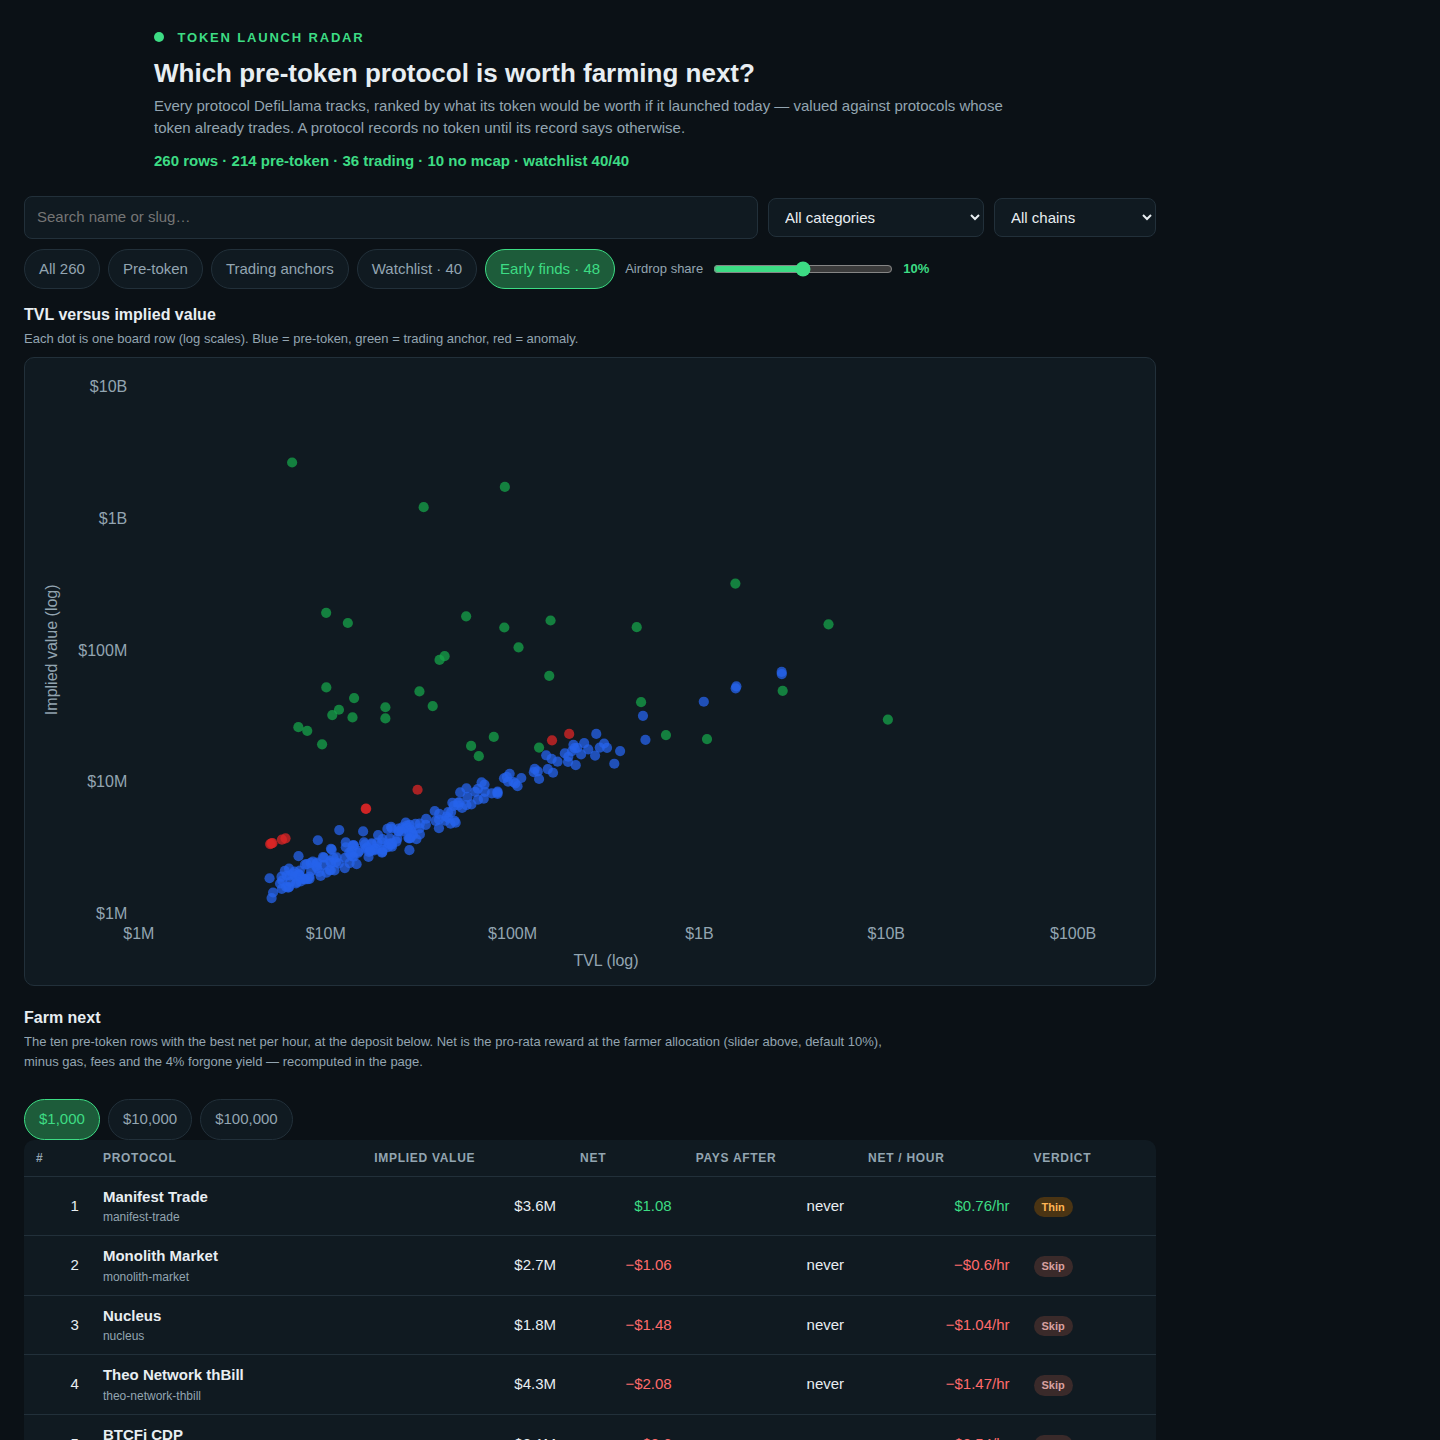 TOKEN LAUNCH RADAR
Which pre-token protocol is worth farming next?
Every protocol DefiLlama tracks, ranked by what its token would be worth if it launched today — valued against protocols whose
token already trades. A protocol records no token until its record says otherwise.
260 rows · 214 pre-token · 36 trading · 10 no mcap · watchlist 40/40
Search name or slug…
All categories
All chains
All 260
Pre-token
Trading anchors
Watchlist · 40
Early finds · 48
Airdrop share
10%
TVL versus implied value
Each dot is one board row (log scales). Blue = pre-token, green = trading anchor, red = anomaly.
$10B
$1B
$100M
$10M
$1M
Implied value (log)
$1M
$10M
$100M
$1B
$10B
$100B
TVL (log)
Farm next
The ten pre-token rows with the best net per hour, at the deposit below. Net is the pro-rata reward at the farmer allocation (slider above, default 10%),
minus gas, fees and the 4% forgone yield — recomputed in the page.
$1,000
$10,000
$100,000
# PROTOCOL IMPLIED VALUE NET PAYS AFTER NET / HOUR VERDICT
1 Manifest Trade $3.6M $1.08 never $0.76/hr Thin
manifest-trade
2 Monolith Market $2.7M −$1.06 never −$0.6/hr Skip
monolith-market
3 Nucleus $1.8M −$1.48 never −$1.04/hr Skip
nucleus
4 Theo Network thBill $4.3M −$2.08 never −$1.47/hr Skip
theo-network-thbill
BTCFi CDP